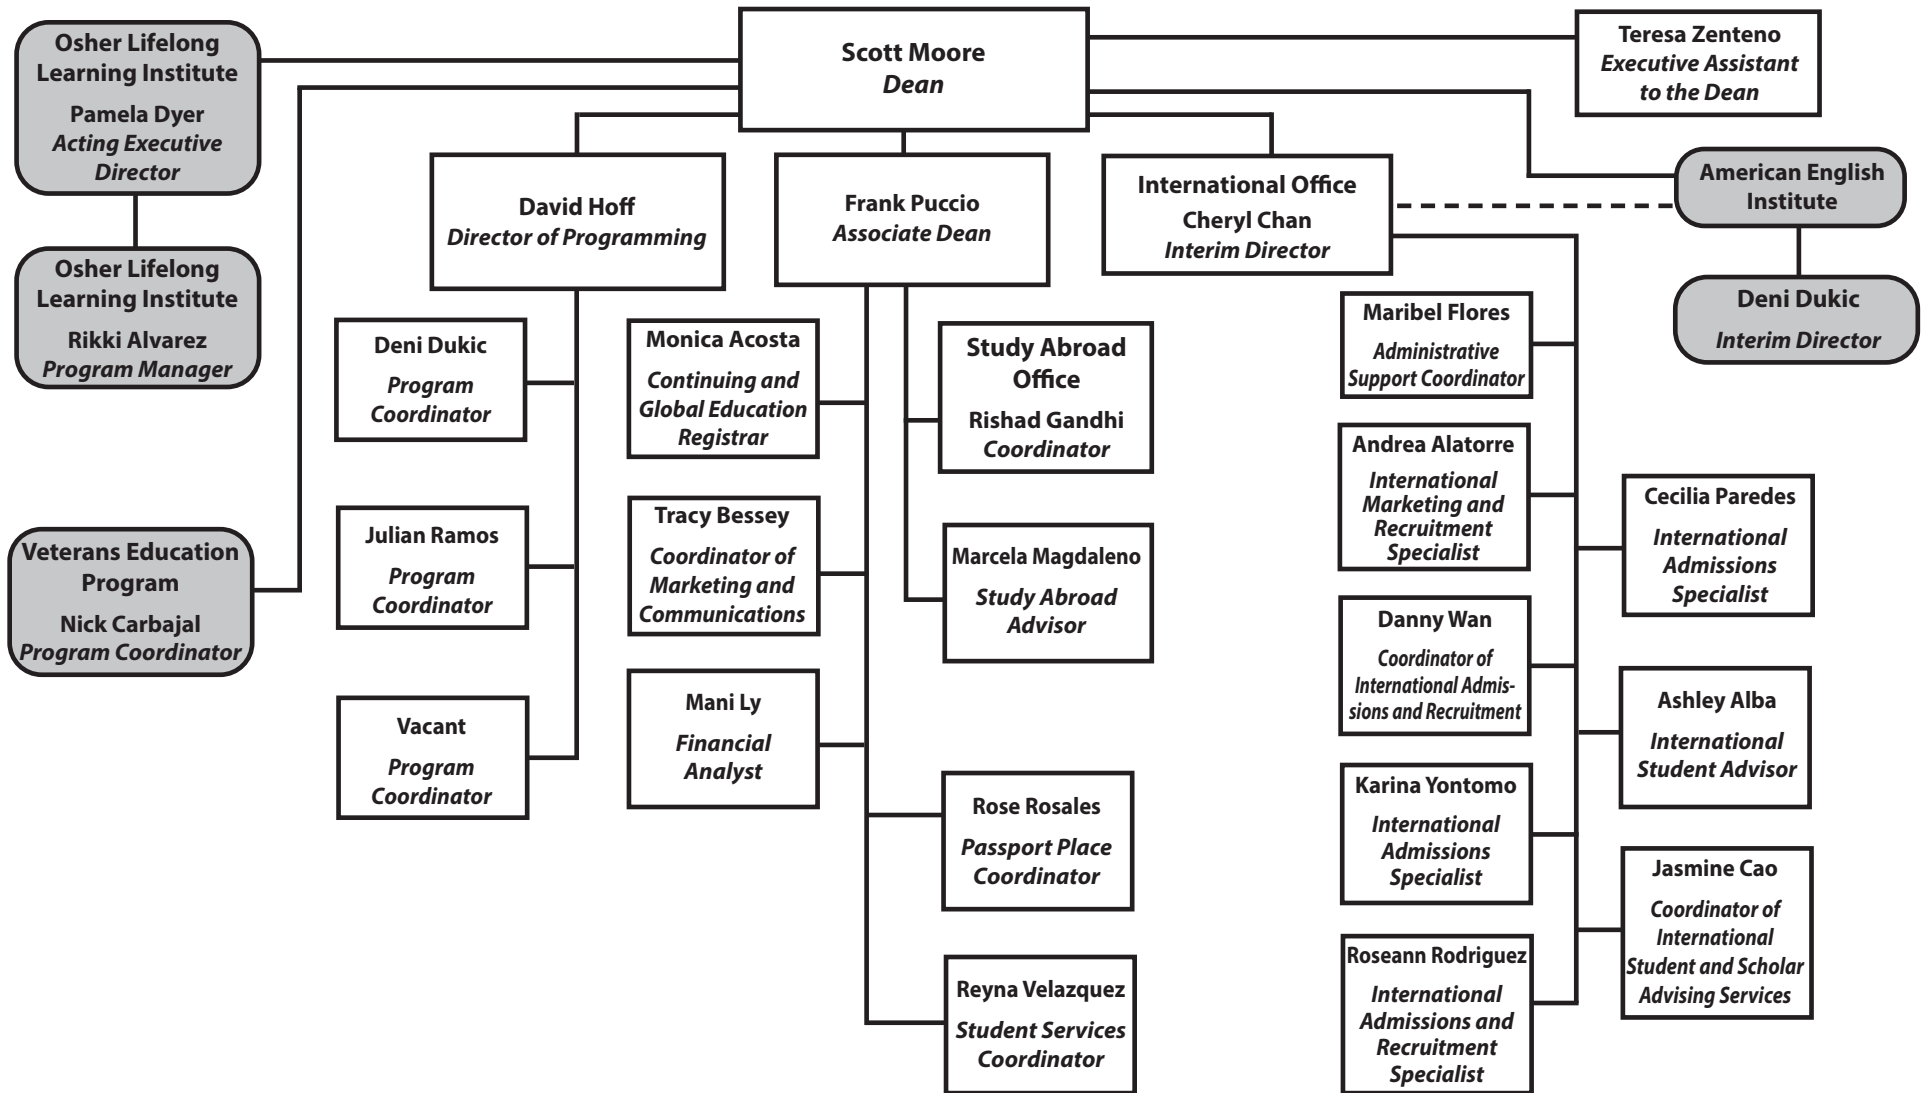 Osher Lifelong
Learning Institute
Pamela Dyer
Acting Executive
Director
Scott Moore
Dean
Teresa Zenteno
Executive Assistant
to the Dean
David Hoff
Director of Programming
Frank Puccio
Associate Dean
International Office
Cheryl Chan
Interim Director
American English
Institute
Osher Lifelong
Learning Institute
Rikki Alvarez
Program Manager
Deni Dukic
Interim Director
Veterans Education
Program
Nick Carbajal
Program Coordinator
Deni Dukic
Program
Coordinator
Julian Ramos
Program
Coordinator
Vacant
Program
Coordinator
Monica Acosta
Continuing and
Global Education
Registrar
Tracy Bessey
Coordinator of
Marketing and
Communications
Mani Ly
Financial
Analyst
Study Abroad
Office
Rishad Gandhi
Coordinator
Marcela Magdaleno
Study Abroad
Advisor
Rose Rosales
Passport Place
Coordinator
Reyna Velazquez
Student Services
Coordinator
Maribel Flores
Administrative
Support Coordinator
Andrea Alatorre
International
Marketing and
Recruitment
Specialist
Danny Wan
Coordinator of
International Admis-
sions and Recruitment
Karina Yontomo
International
Admissions
Specialist
Roseann Rodriguez
International
Admissions and
Recruitment
Specialist
Cecilia Paredes
International
Admissions
Specialist
Ashley Alba
International
Student Advisor
Jasmine Cao
Coordinator of
International
Student and Scholar
Advising Services